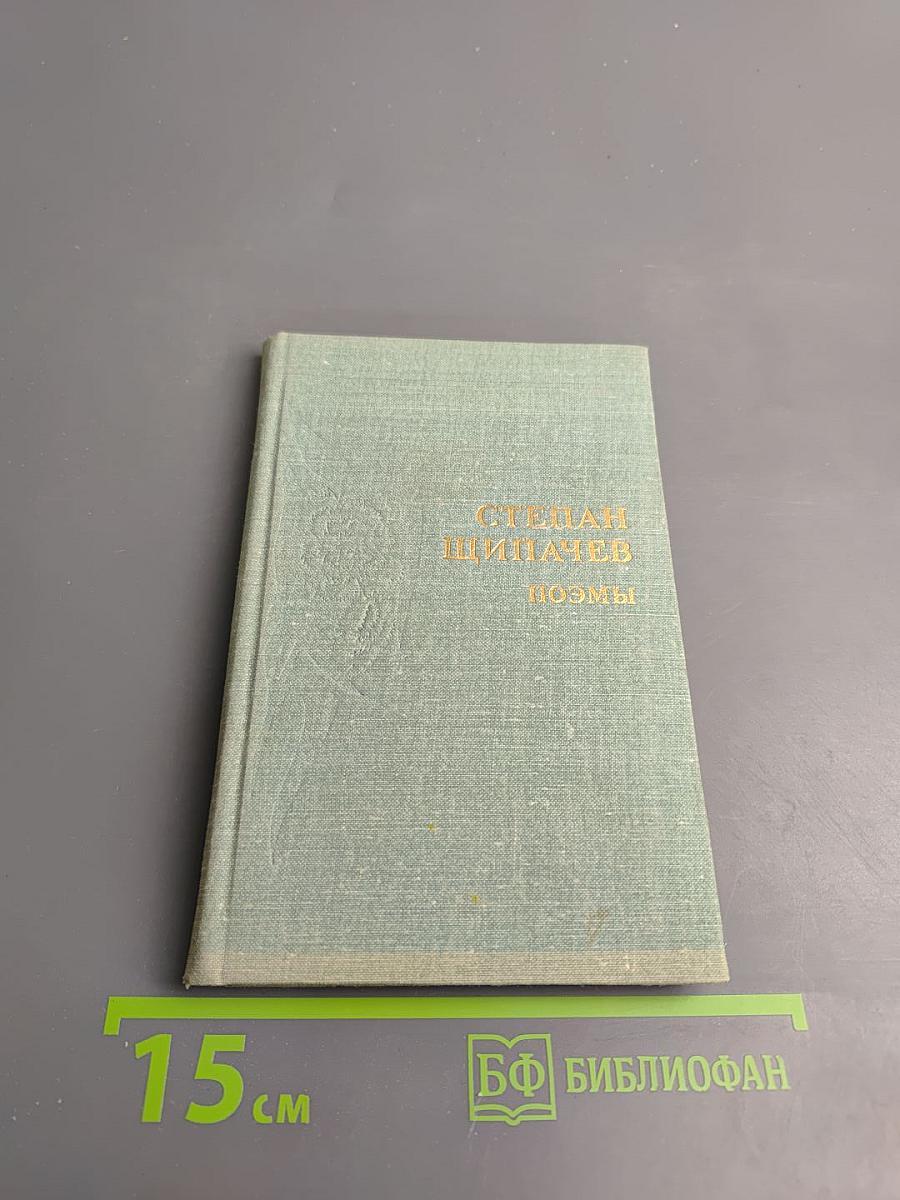 СТЕПАН
ЩИПАЧЕВ
ПОЭМЫ
15 см
БФ БИБЛИОФАН